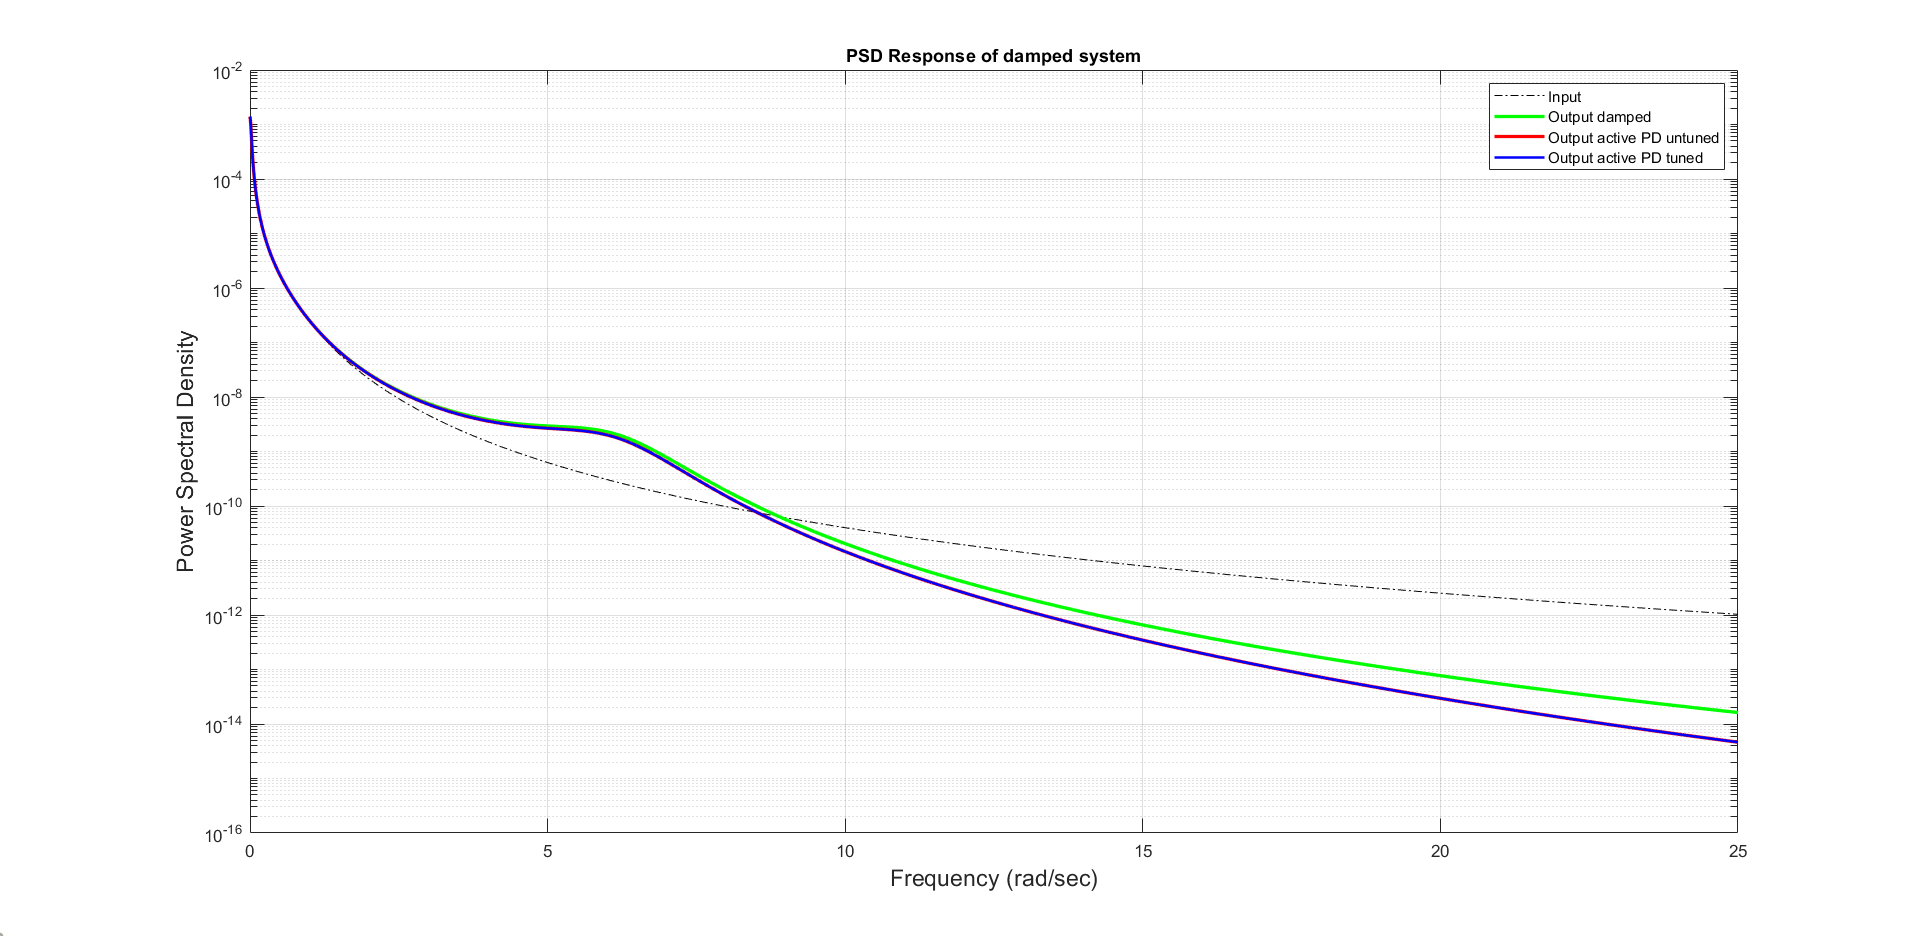 PSD Response of damped system
Input
Output damped
Output active PD untuned
Output active PD tuned
Power Spectral Density
10^-2
10^-4
10^-6
10^-8
10^-10
10^-12
10^-14
10^-16
0 5 10 15 20 25
Frequency (rad/sec)